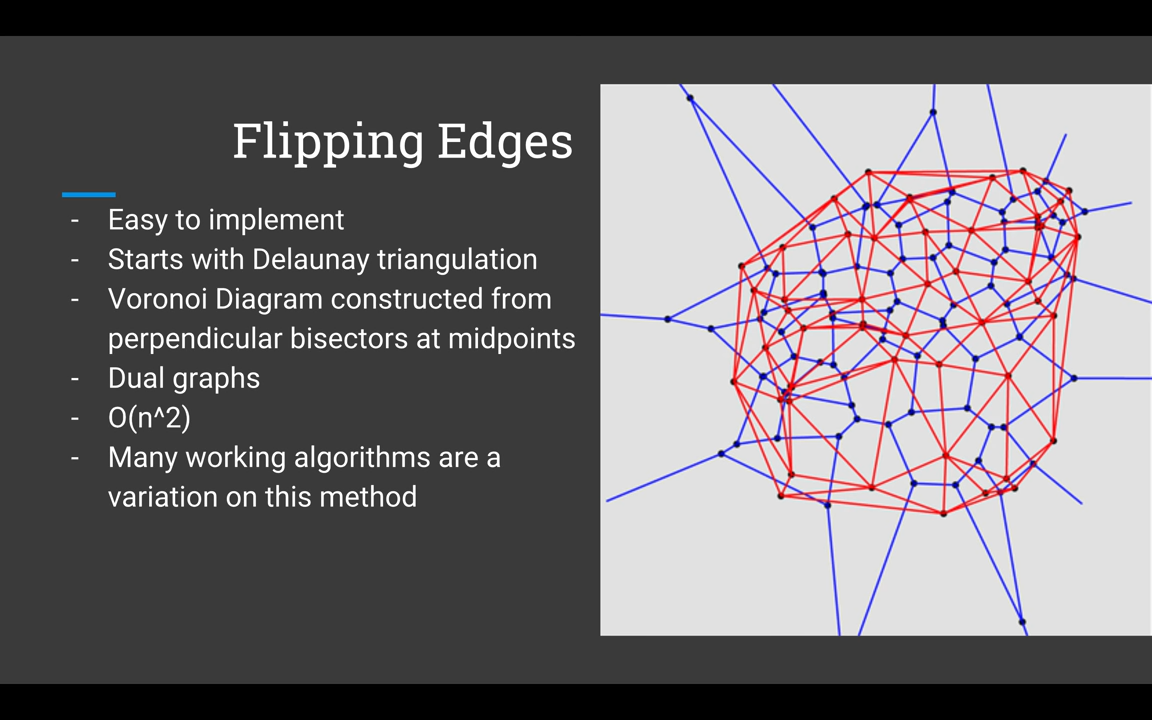 Flipping Edges
- Easy to implement
- Starts with Delaunay triangulation
- Voronoi Diagram constructed from
perpendicular bisectors at midpoints
- Dual graphs
- O(n^2)
- Many working algorithms are a
variation on this method